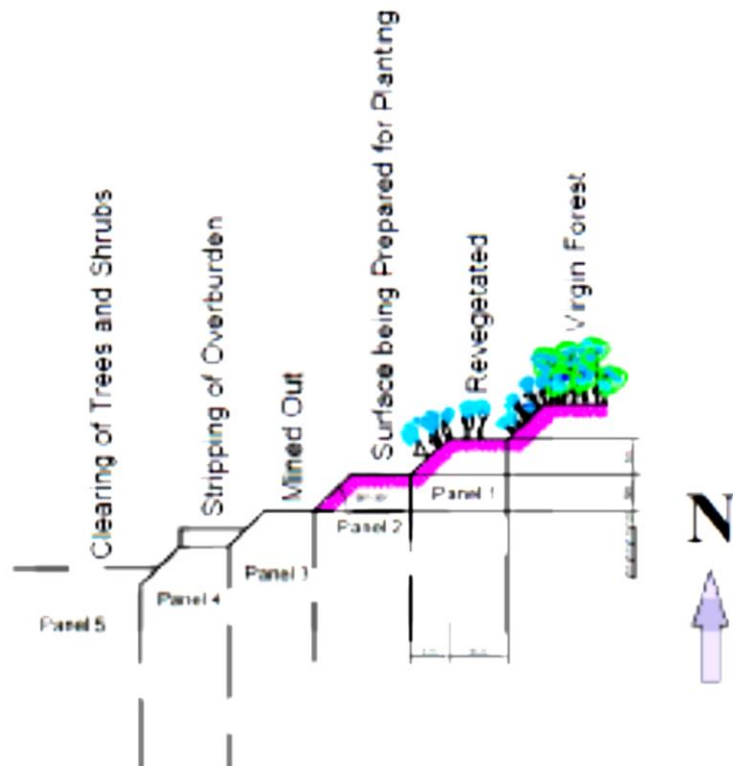 Clearing of Trees and Shrubs
Stripping of Overburden
Mined Out
Surface being Prepared for Planting
Revegetated
Virgin Forest
Panel 1
Panel 2
Panel 3
Panel 4
Panel 5
N